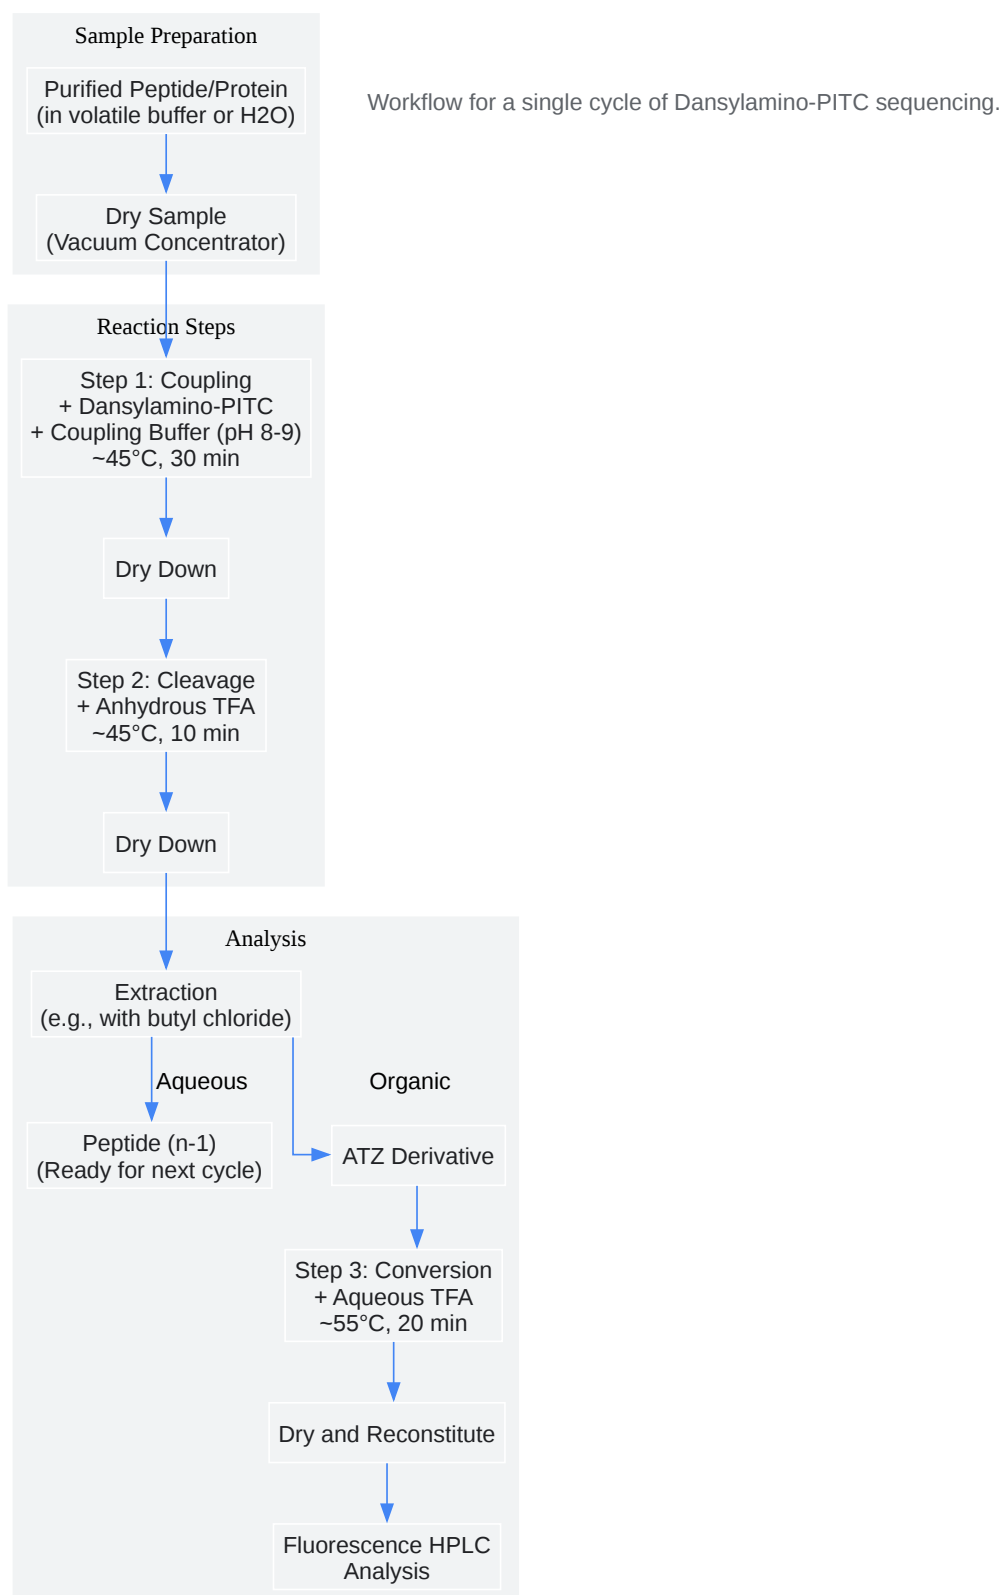 Sample Preparation
Purified Peptide/Protein
(in volatile buffer or H2O)
Workflow for a single cycle of Dansylamino-PITC sequencing.
Dry Sample
(Vacuum Concentrator)
Reaction Steps
Step 1: Coupling
+ Dansylamino-PITC
+ Coupling Buffer (pH 8-9)
~45°C, 30 min
Dry Down
Step 2: Cleavage
+ Anhydrous TFA
~45°C, 10 min
Dry Down
Analysis
Extraction
(e.g., with butyl chloride)
Aqueous
Organic
Peptide (n-1)
(Ready for next cycle)
ATZ Derivative
Step 3: Conversion
+ Aqueous TFA
~55°C, 20 min
Dry and Reconstitute
Fluorescence HPLC
Analysis